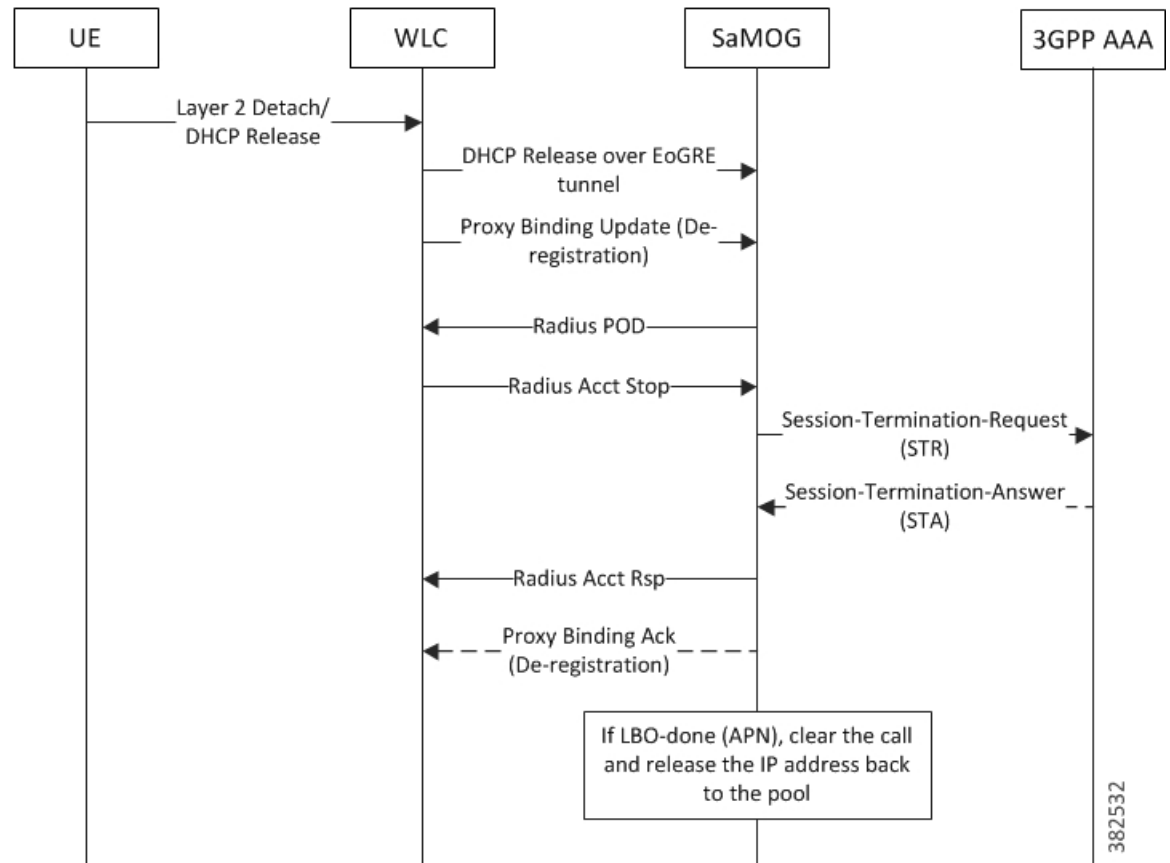 UE
WLC
SaMOG
3GPP AAA
Layer 2 Detach/
DHCP Release
DHCP Release over EoGRE
tunnel
Proxy Binding Update (De-
registration)
Radius POD
Radius Acct Stop
Session-Termination-Request
(STR)
Session-Termination-Answer
(STA)
Radius Acct Rsp
Proxy Binding Ack
(De-registration)
If LBO-done (APN), clear the call
and release the IP address back
to the pool
382532